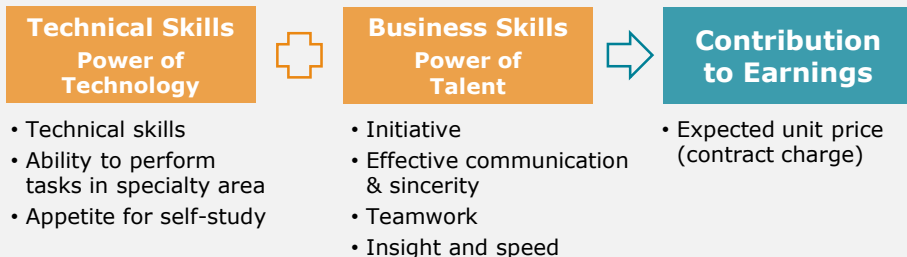 Technical Skills
Power of
Technology
• Technical skills
• Ability to perform
tasks in specialty area
• Appetite for self-study
Business Skills
Power of
Talent
• Initiative
• Effective communication
& sincerity
• Teamwork
• Insight and speed
Contribution
to Earnings
• Expected unit price
(contract charge)